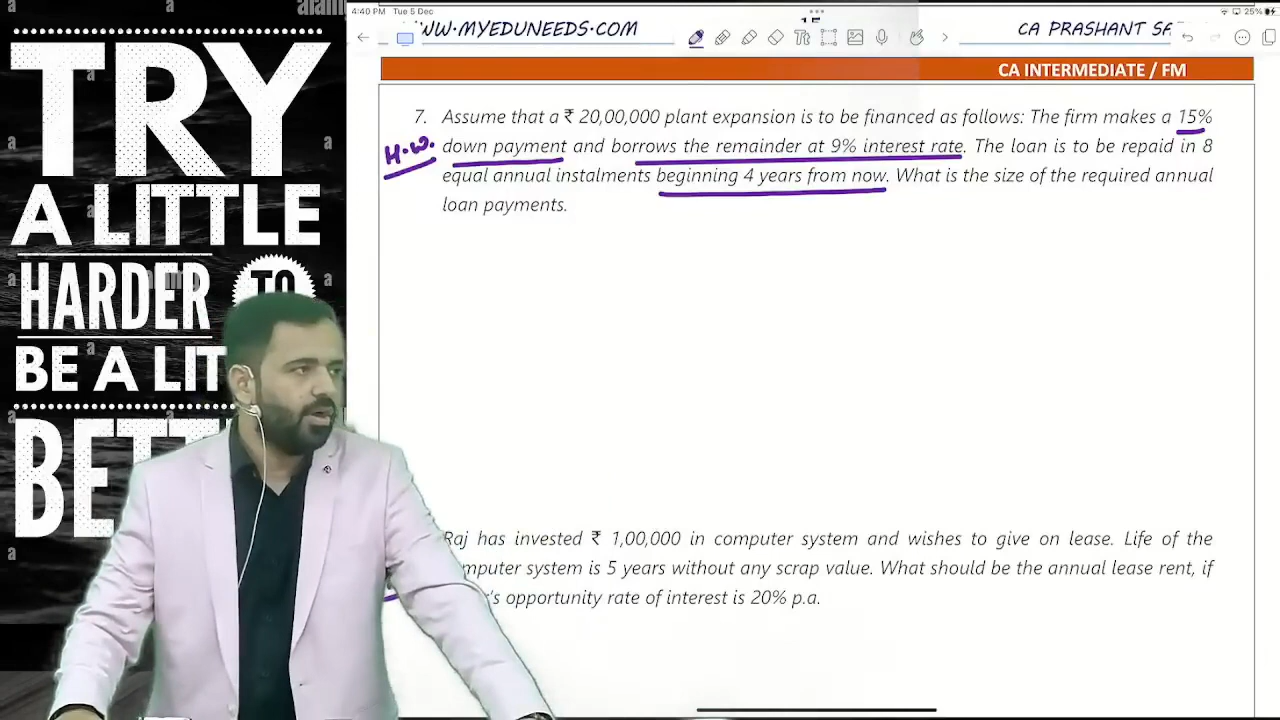 4:40 PM Tue 5 Dec
25%
WW.MYEDUNEEDS.COM
CA PRASHANT SA
CA INTERMEDIATE / FM
TRY
A LITTLE
HARDER
TO
BE A LIT
BETT
7. Assume that a ₹ 20,00,000 plant expansion is to be financed as follows: The firm makes a 15%
H.W.
down payment and borrows the remainder at 9% interest rate. The loan is to be repaid in 8
equal annual instalments beginning 4 years from now. What is the size of the required annual
loan payments.
Raj has invested ₹ 1,00,000 in computer system and wishes to give on lease. Life of the
mputer system is 5 years without any scrap value. What should be the annual lease rent, if
's opportunity rate of interest is 20% p.a.